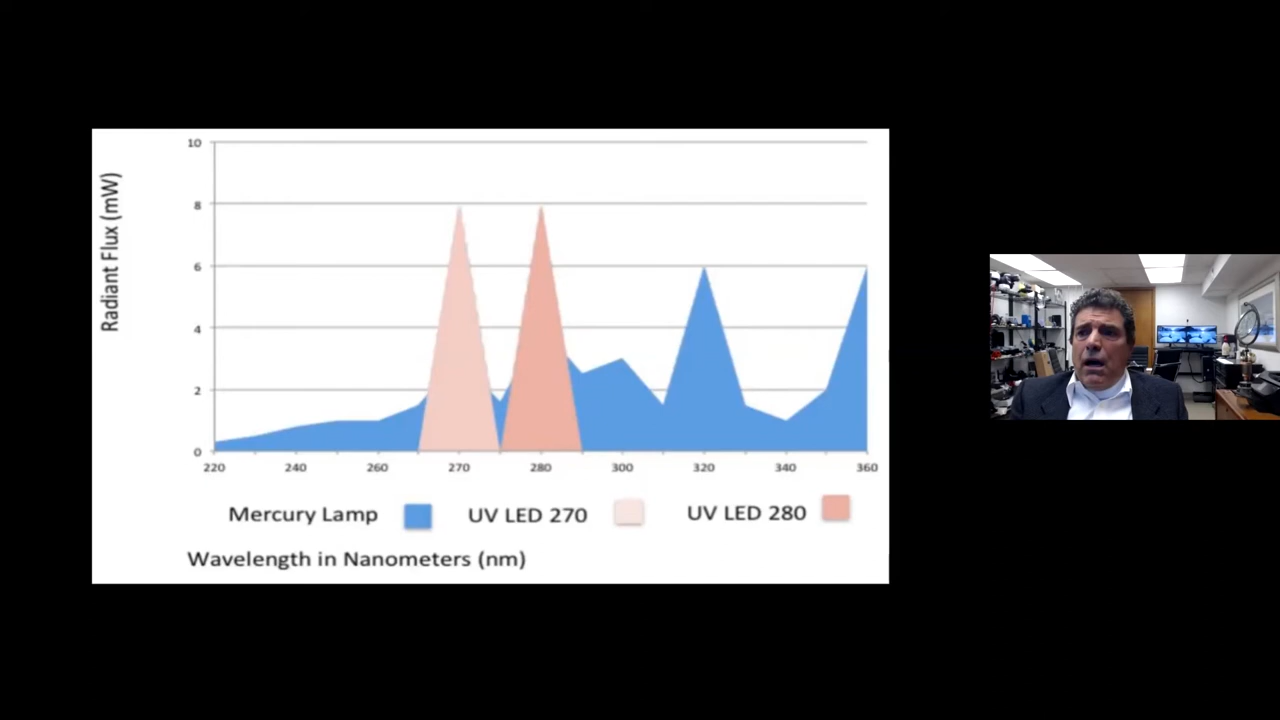 10
Radiant Flux (mW)
8
6
4
2
0
220 240 260 270 280 300 320 340 360
Mercury Lamp UV LED 270 UV LED 280
Wavelength in Nanometers (nm)